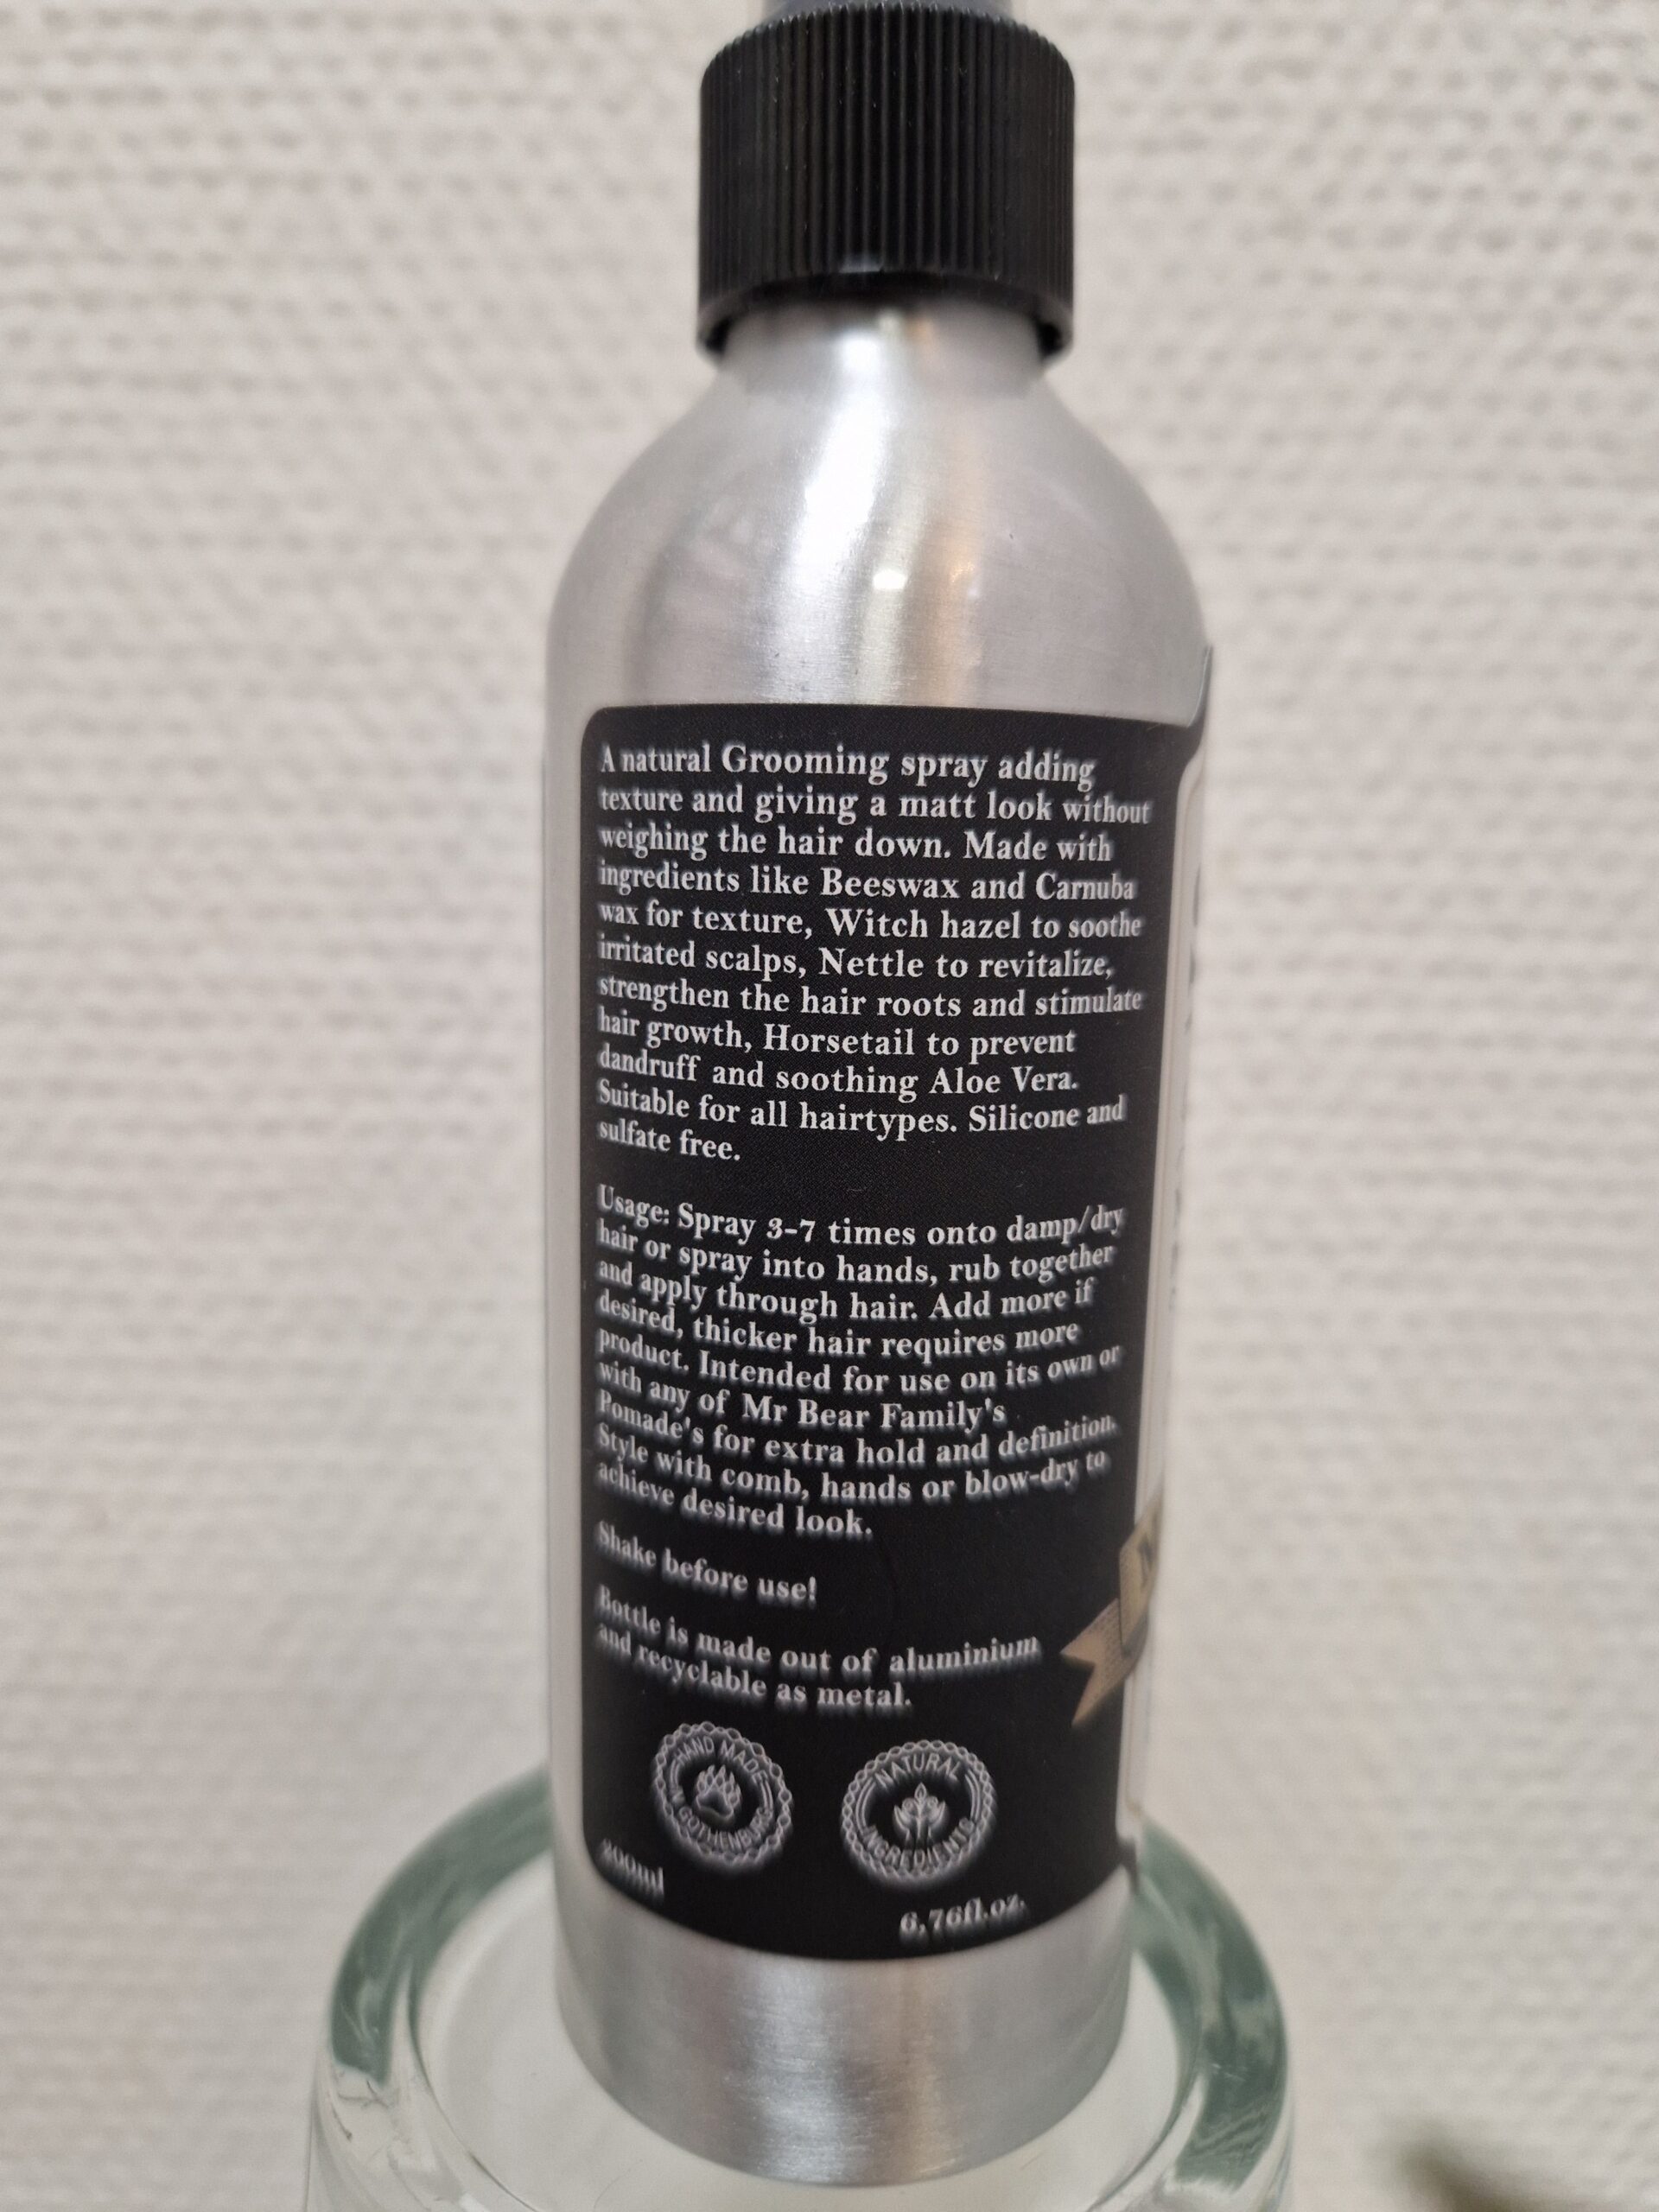 A natural Grooming spray adding
texture and giving a matt look without
weighing the hair down. Made with
ingredients like Beeswax and Carnuba
wax for texture, Witch hazel to soothe
irritated scalps, Nettle to revitalize,
strengthen the hair roots and stimulate
hair growth, Horsetail to prevent
dandruff and soothing Aloe Vera.
Suitable for all hairtypes. Silicone and
sulfate free.
Usage: Spray 3-7 times onto damp/dry
hair or spray into hands, rub together
and apply through hair. Add more if
desired, thicker hair requires more
product. Intended for use on its own or
with any of Mr Bear Family's
Pomade's for extra hold and definition.
Style with comb, hands or blow-dry to
achieve desired look.
Shake before use!
Bottle is made out of aluminium
and recyclable as metal.
HAND MADE
IN GOTHENBURG
NATURAL
INGREDIENTS
200ml
6,76fl.oz.